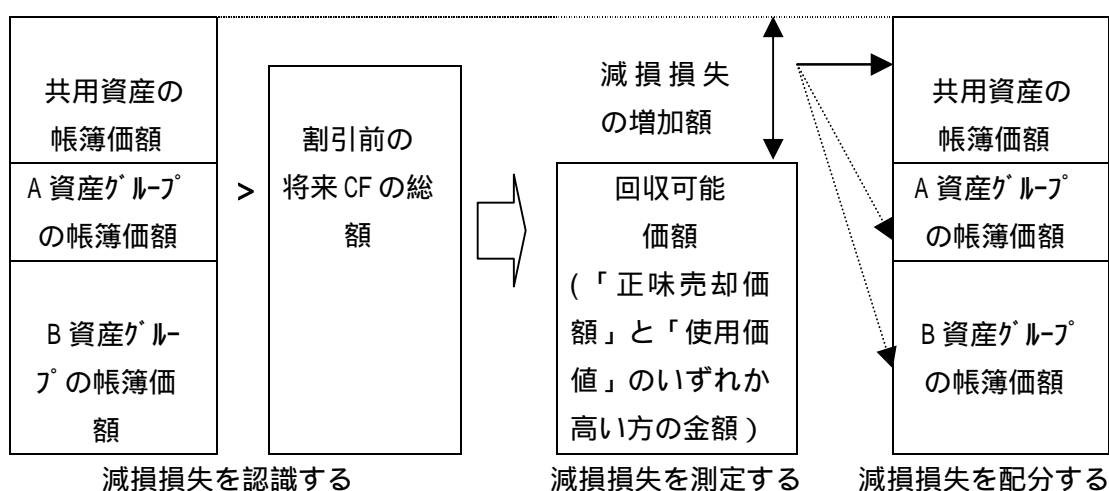 共用資産の
帳簿価額
A 資産グループ
の帳簿価額
B 資産グルー
プの帳簿価
額
>
割引前の
将来 CF の総
額
減損損失
の増加額
回収可能
価額
(「正味売却価
額」と「使用価
値」のいずれか
高い方の金額)
共用資産の
帳簿価額
A 資産グループ
の帳簿価額
B 資産グループ
の帳簿価額
減損損失を認識する
減損損失を測定する
減損損失を配分する